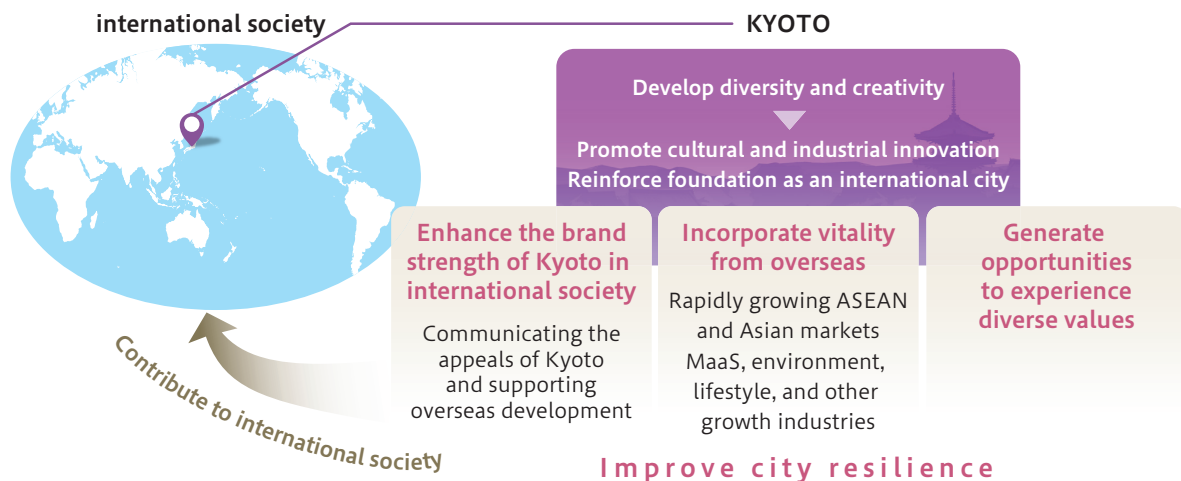 international society
KYOTO
Develop diversity and creativity
Promote cultural and industrial innovation
Reinforce foundation as an international city
Enhance the brand
strength of Kyoto in
international society
Communicating the
appeals of Kyoto
and supporting
overseas development
Incorporate vitality
from overseas
Rapidly growing ASEAN
and Asian markets
MaaS, environment,
lifestyle, and other
growth industries
Generate
opportunities
to experience
diverse values
Contribute to international society
Improve city resilience